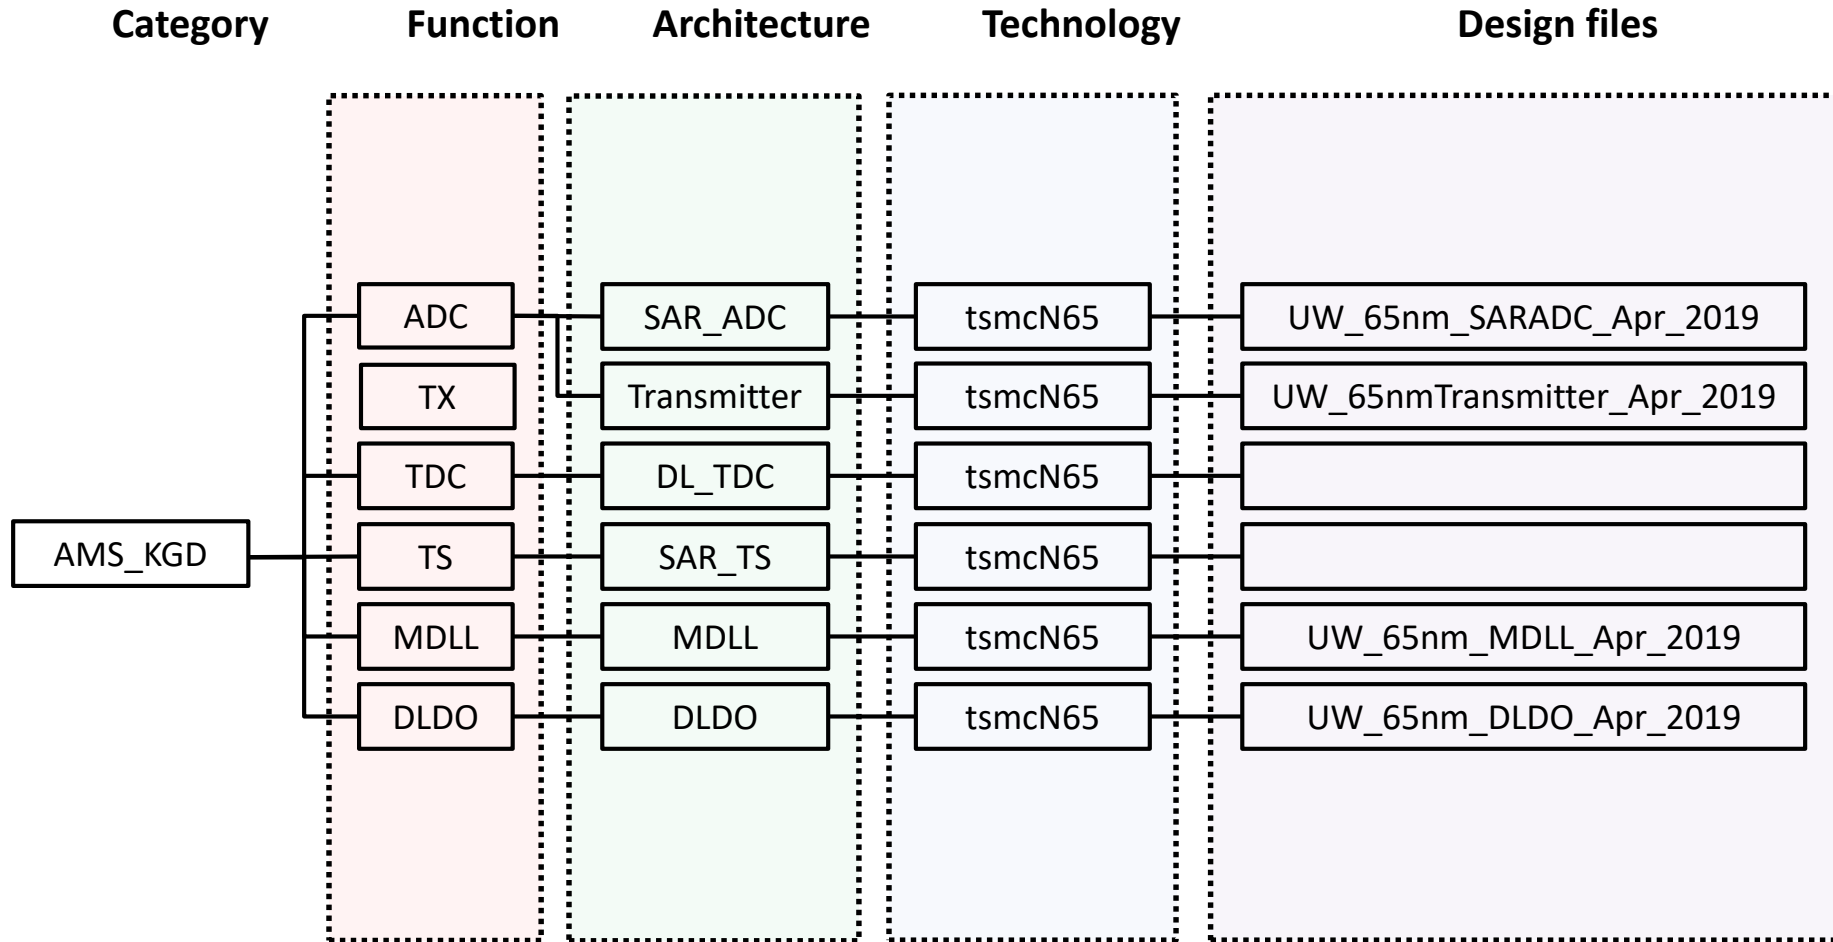 Category Function Architecture Technology Design files
ADC SAR_ADC tsmcN65 UW_65nm_SARADC_Apr_2019
TX Transmitter tsmcN65 UW_65nmTransmitter_Apr_2019
TDC DL_TDC tsmcN65
AMS_KGD TS SAR_TS tsmcN65
MDLL MDLL tsmcN65 UW_65nm_MDLL_Apr_2019
DLDO DLDO tsmcN65 UW_65nm_DLDO_Apr_2019